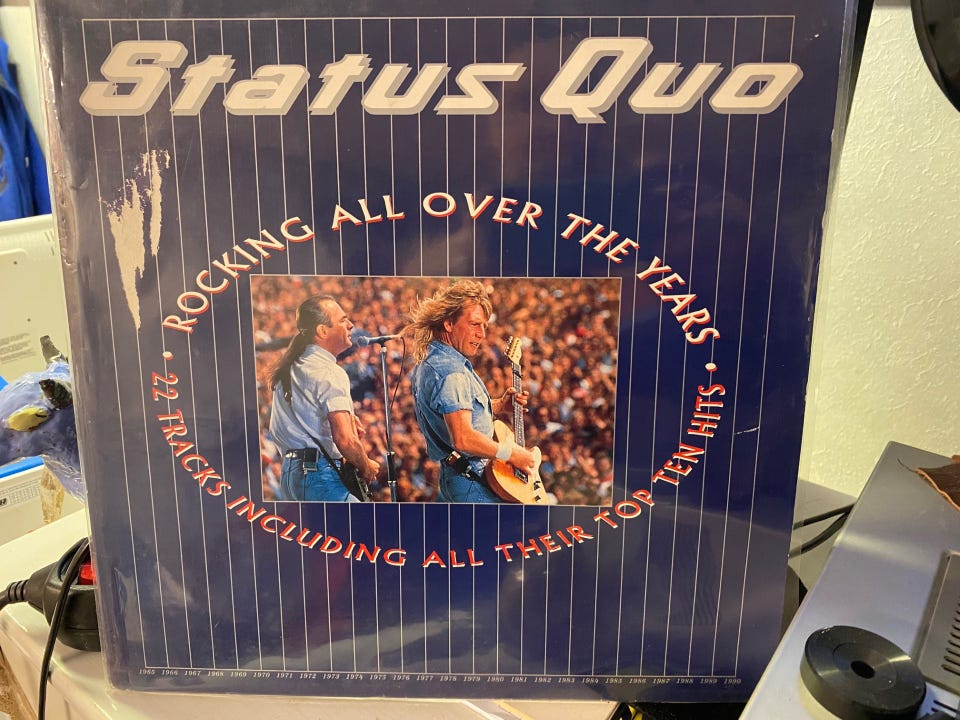 Status Quo
ROCKING ALL OVER THE YEARS
• 22 TRACKS INCLUDING ALL THEIR TOP TEN HITS •
1965 1966 1967 1968 1969 1970 1971 1972 1973 1974 1975 1976 1977 1978 1979 1980 1981 1982 1983 1984 1985 1986 1987 1988 1989 1990